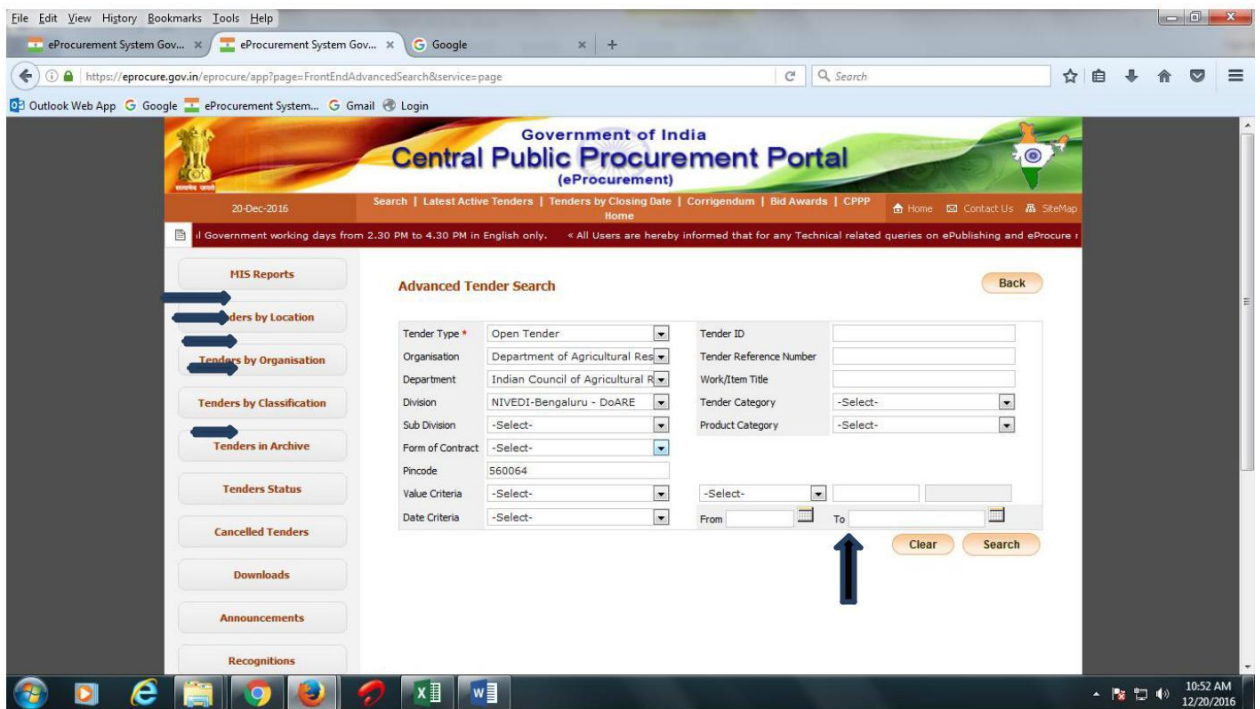 File Edit View History Bookmarks Tools Help
eProcurement System Gov... × eProcurement System Gov... × Google × +
https://eprocure.gov.in/eprocure/app?page=FrontEndAdvancedSearch&service=page Search
Outlook Web App Google eProcurement System... Gmail Login
सत्यमेव जयते
Government of India
Central Public Procurement Portal
(eProcurement)
20-Dec-2016
Search | Latest Active Tenders | Tenders by Closing Date | Corrigendum | Bid Awards | CPPP
Home
Home Contact Us SiteMap
l Government working days from 2.30 PM to 4.30 PM in English only. « All Users are hereby informed that for any Technical related queries on ePublishing and eProcure
MIS Reports
ders by Location
Tenders by Organisation
Tenders by Classification
Tenders in Archive
Tenders Status
Cancelled Tenders
Downloads
Announcements
Recognitions
Advanced Tender Search Back
Tender Type * Open Tender Tender ID
Organisation Department of Agricultural Res Tender Reference Number
Department Indian Council of Agricultural R Work/Item Title
Division NIVEDI-Bengaluru - DoARE Tender Category -Select-
Sub Division -Select- Product Category -Select-
Form of Contract -Select-
Pincode 560064
Value Criteria -Select- -Select-
Date Criteria -Select- From To
Clear Search
10:52 AM
12/20/2016